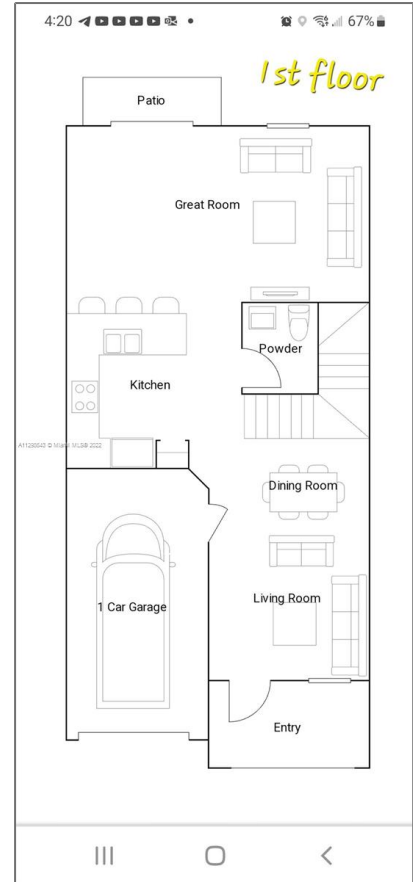 4:20
67%
1st floor
Patio
Great Room
Powder
Kitchen
Dining Room
Living Room
1 Car Garage
Entry